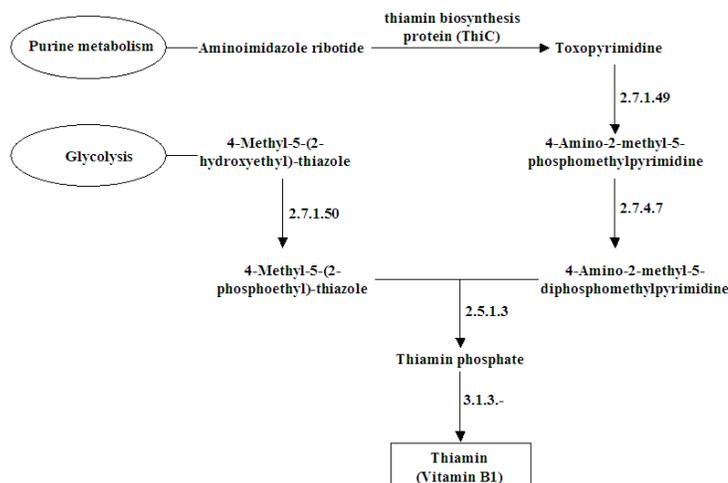 thiamin biosynthesis
protein (ThiC)
Purine metabolism
Aminoimidazole ribotide
Toxopyrimidine
2.7.1.49
Glycolysis
4-Methyl-5-(2-
hydroxyethyl)-thiazole
4-Amino-2-methyl-5-
phosphomethylpyrimidine
2.7.1.50
2.7.4.7
4-Methyl-5-(2-
phosphoethyl)-thiazole
4-Amino-2-methyl-5-
diphosphomethylpyrimidine
2.5.1.3
Thiamin phosphate
3.1.3.-
Thiamin
(Vitamin B1)